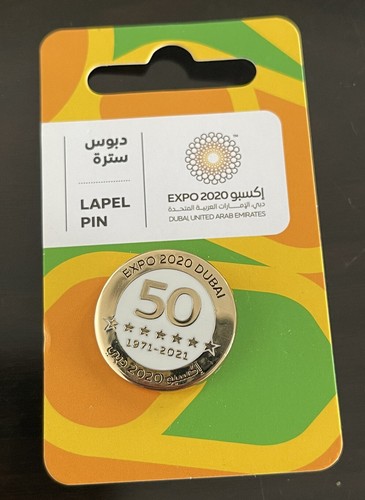 دبوس
سترة
LAPEL
PIN
EXPO 2020 إكسبو
دبي، الإمارات العربية المتحدة
DUBAI, UNITED ARAB EMIRATES
TM
EXPO 2020 DUBAI
50
1971-2021
إكسبو 2020 دبي